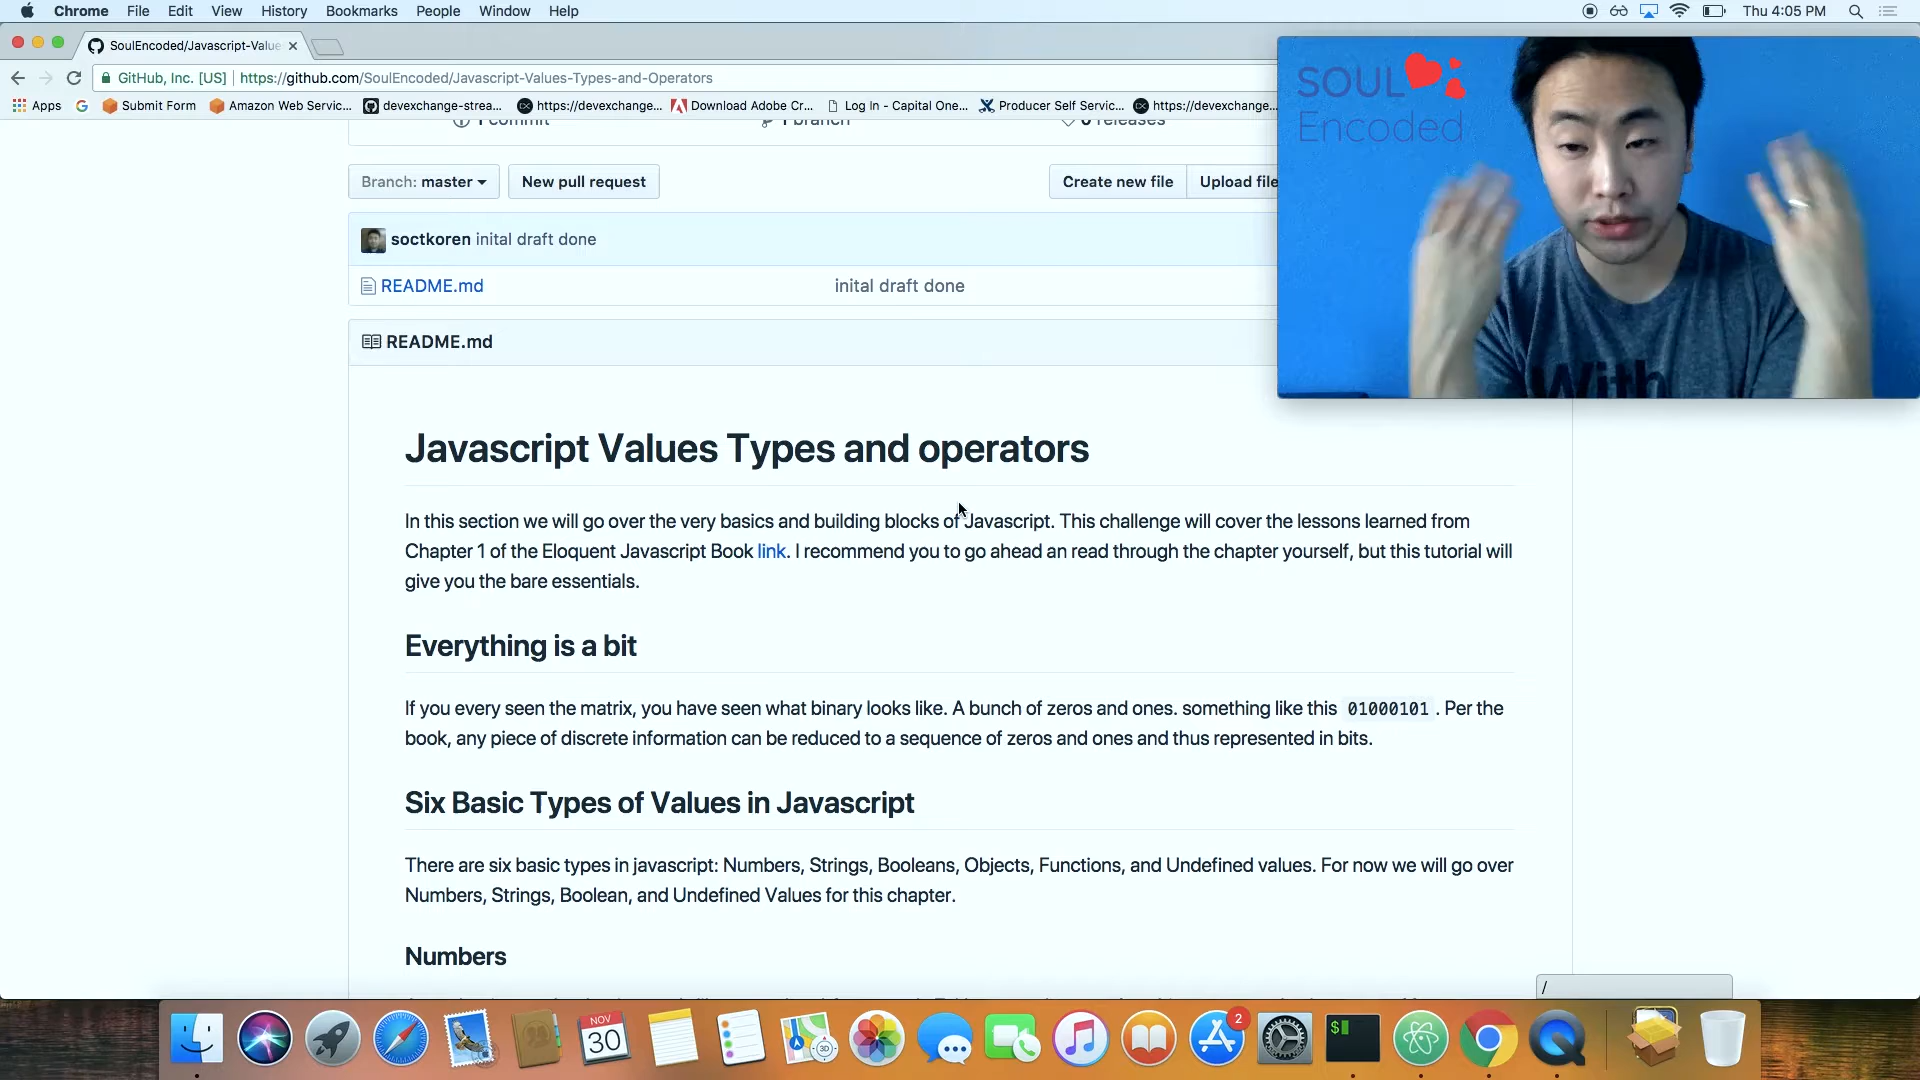 Chrome File Edit View History Bookmarks People Window Help Thu 4:05 PM
SoulEncoded/Javascript-Value
GitHub, Inc. [US] https://github.com/SoulEncoded/Javascript-Values-Types-and-Operators
Apps Submit Form Amazon Web Servic... devexchange-strea... https://devexchange... Download Adobe Cr... Log In - Capital One... Producer Self Servic... https://devexchange...
SOUL
Encoded
1 commit 1 branch 0 releases
Branch: master New pull request Create new file Upload file
soctkoren inital draft done
README.md inital draft done
README.md
With
Javascript Values Types and operators
In this section we will go over the very basics and building blocks of Javascript. This challenge will cover the lessons learned from
Chapter 1 of the Eloquent Javascript Book link. I recommend you to go ahead an read through the chapter yourself, but this tutorial will
give you the bare essentials.
Everything is a bit
If you every seen the matrix, you have seen what binary looks like. A bunch of zeros and ones. something like this 01000101 . Per the
book, any piece of discrete information can be reduced to a sequence of zeros and ones and thus represented in bits.
Six Basic Types of Values in Javascript
There are six basic types in javascript: Numbers, Strings, Booleans, Objects, Functions, and Undefined values. For now we will go over
Numbers, Strings, Boolean, and Undefined Values for this chapter.
Numbers
/
NOV
30
2
3D
$